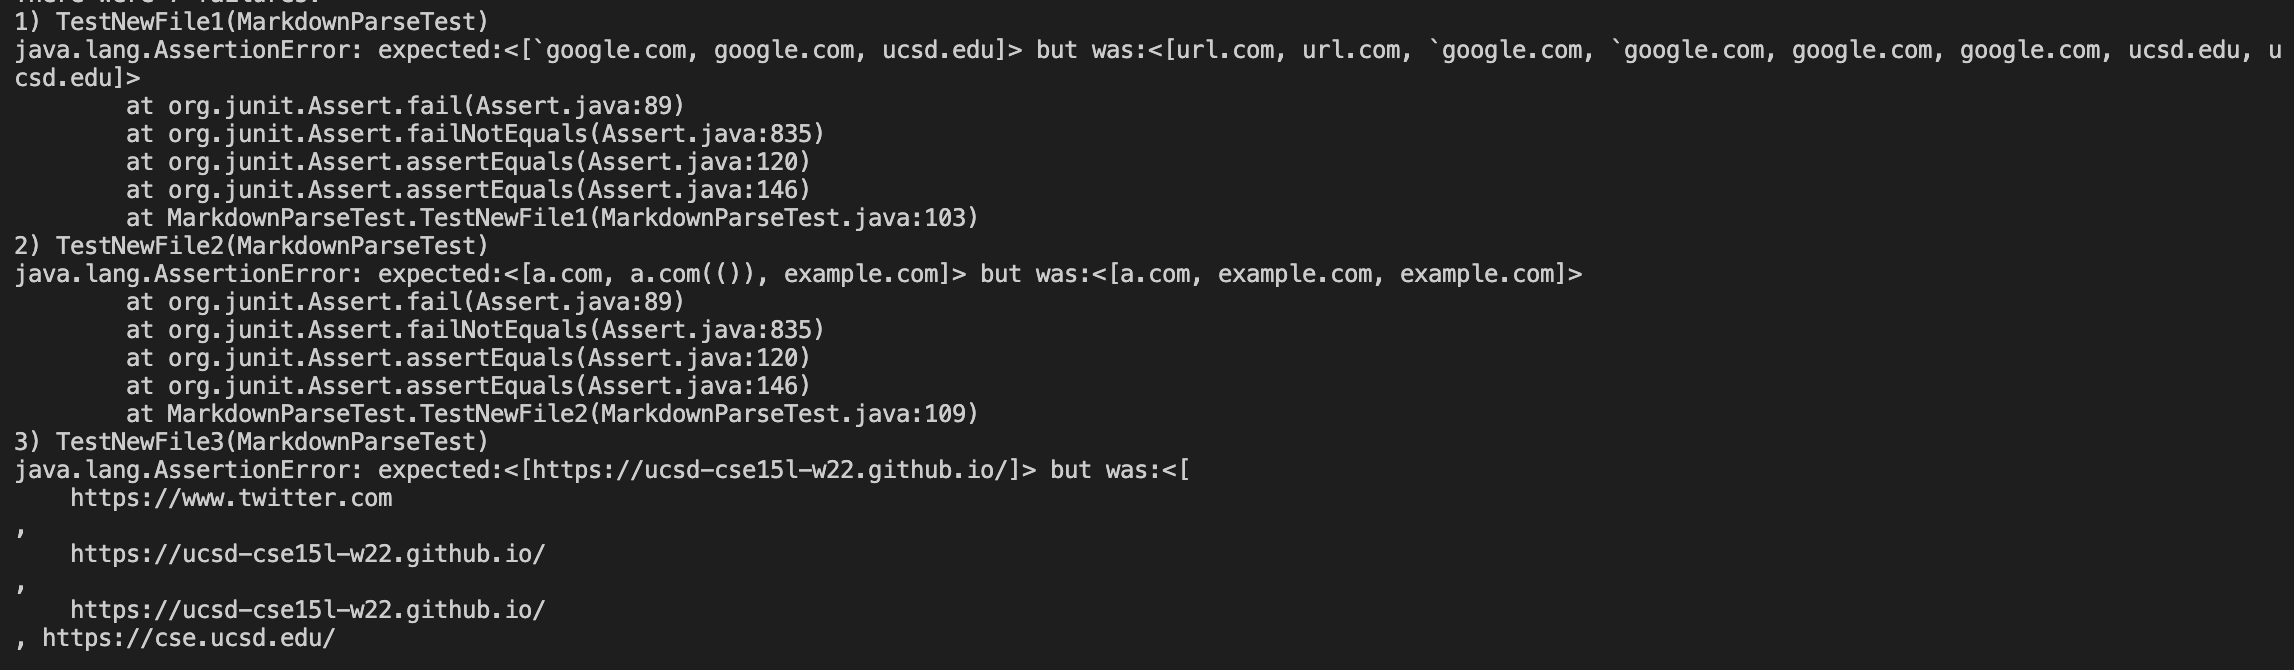 There were 7 failures:
1) TestNewFile1(MarkdownParseTest)
java.lang.AssertionError: expected:<[`google.com, google.com, ucsd.edu]> but was:<[url.com, url.com, `google.com, `google.com, google.com, google.com, ucsd.edu, u
csd.edu]>
        at org.junit.Assert.fail(Assert.java:89)
        at org.junit.Assert.failNotEquals(Assert.java:835)
        at org.junit.Assert.assertEquals(Assert.java:120)
        at org.junit.Assert.assertEquals(Assert.java:146)
        at MarkdownParseTest.TestNewFile1(MarkdownParseTest.java:103)
2) TestNewFile2(MarkdownParseTest)
java.lang.AssertionError: expected:<[a.com, a.com(()), example.com]> but was:<[a.com, example.com, example.com]>
        at org.junit.Assert.fail(Assert.java:89)
        at org.junit.Assert.failNotEquals(Assert.java:835)
        at org.junit.Assert.assertEquals(Assert.java:120)
        at org.junit.Assert.assertEquals(Assert.java:146)
        at MarkdownParseTest.TestNewFile2(MarkdownParseTest.java:109)
3) TestNewFile3(MarkdownParseTest)
java.lang.AssertionError: expected:<[https://ucsd-cse15l-w22.github.io/]> but was:<[
    https://www.twitter.com
,
    https://ucsd-cse15l-w22.github.io/
,
    https://ucsd-cse15l-w22.github.io/
, https://cse.ucsd.edu/